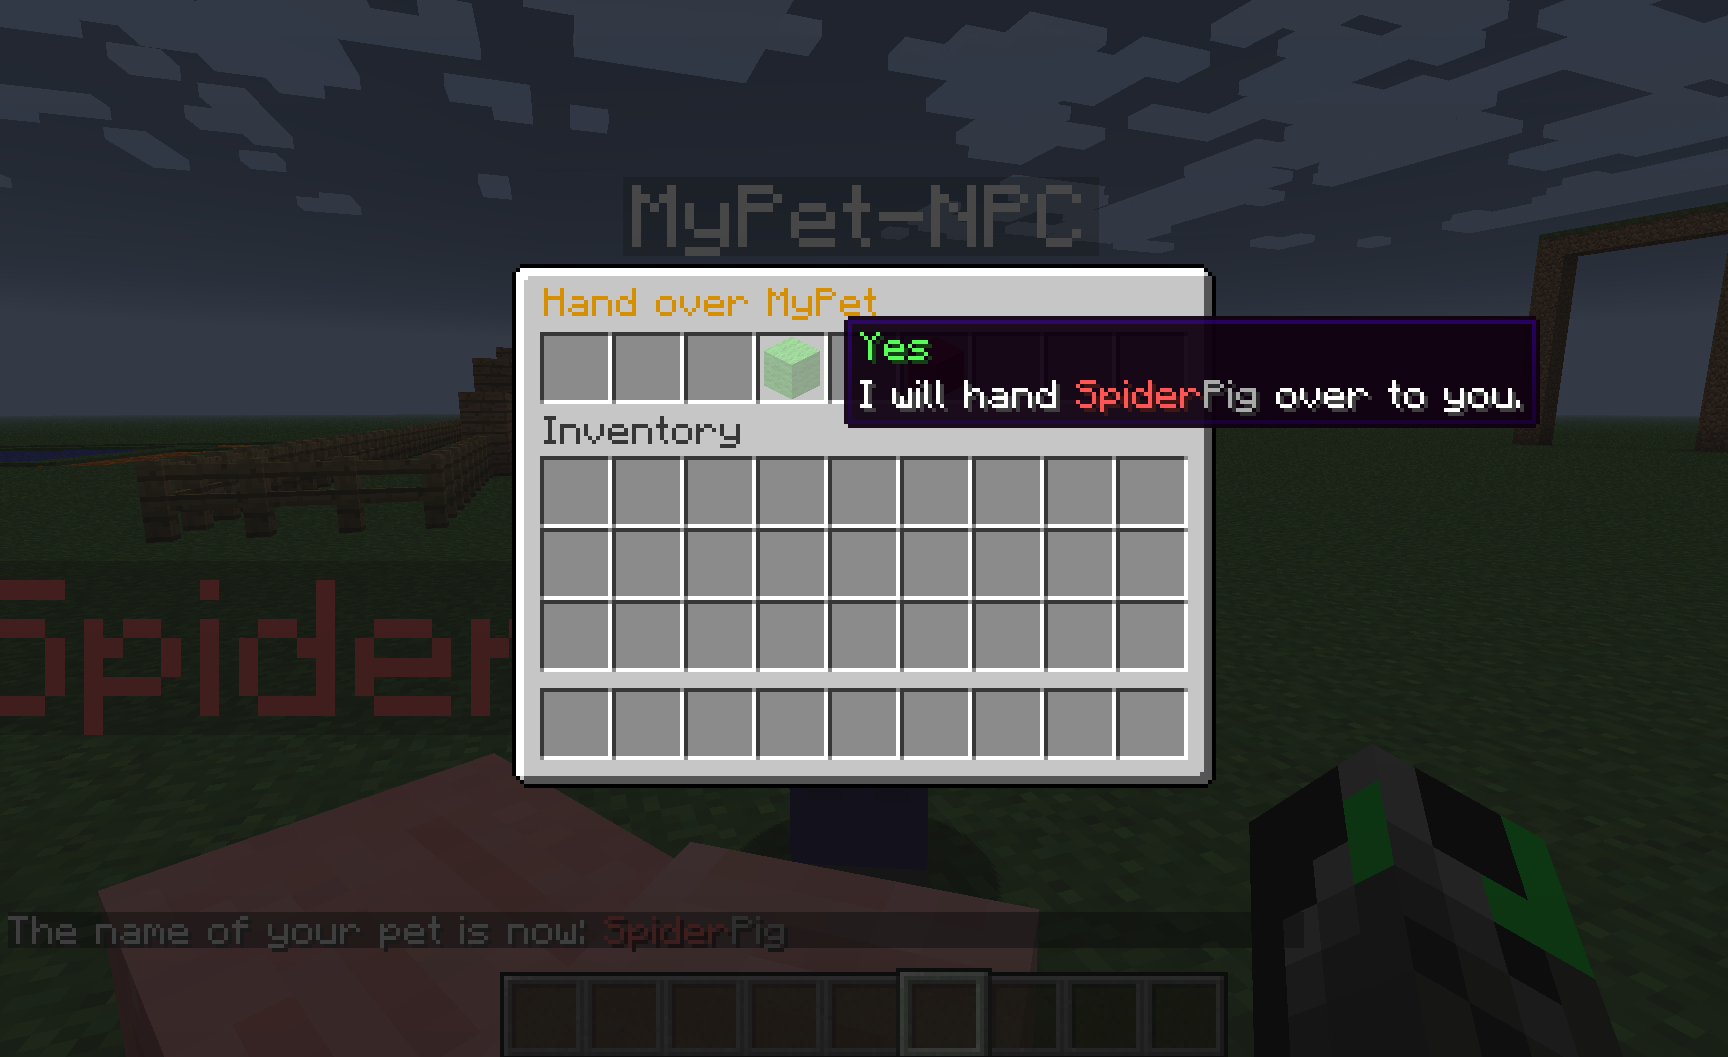 MyPet-NPC
Hand over MyPet
Yes
I will hand SpiderPig over to you.
Inventory
Spider
The name of your pet is now: SpiderPig